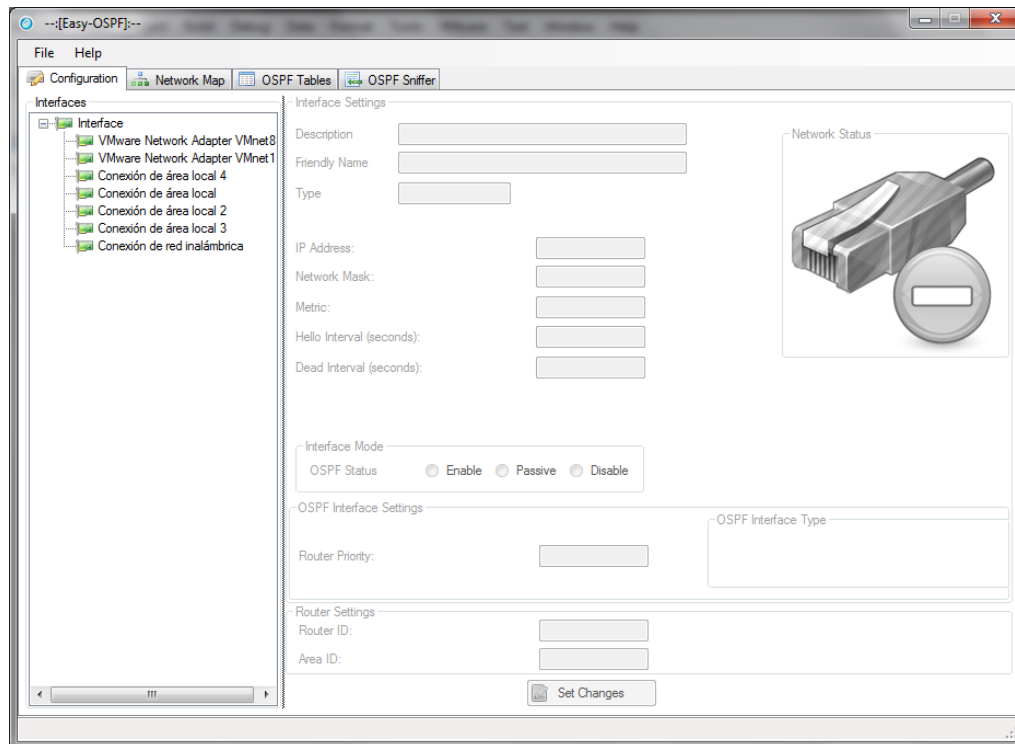 --:[Easy-OSPF]:--
File Help
Configuration Network Map OSPF Tables OSPF Sniffer
Interfaces
Interface
VMware Network Adapter VMnet8
VMware Network Adapter VMnet1
Conexión de área local 4
Conexión de área local
Conexión de área local 2
Conexión de área local 3
Conexión de red inalámbrica
Interface Settings
Description
Friendly Name
Type
IP Address:
Network Mask:
Metric:
Hello Interval (seconds):
Dead Interval (seconds):
Network Status
Interface Mode
OSPF Status Enable Passive Disable
OSPF Interface Settings
Router Priority:
OSPF Interface Type
Router Settings
Router ID:
Area ID:
Set Changes